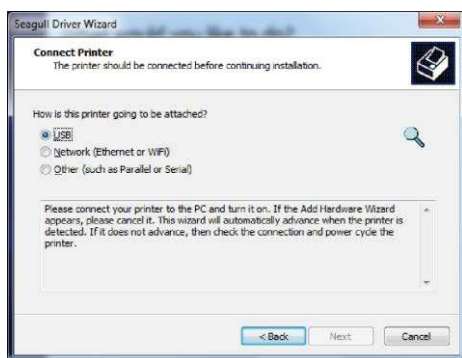 Seagull Driver Wizard
Connect Printer
The printer should be connected before continuing installation.
How is this printer going to be attached?
USB
Network (Ethernet or WiFi)
Other (such as Parallel or Serial)
Please connect your printer to the PC and turn it on. If the Add Hardware Wizard
appears, please cancel it. This wizard will automatically advance when the printer is
detected. If it does not advance, then check the connection and power cycle the
printer.
< Back
Next
Cancel